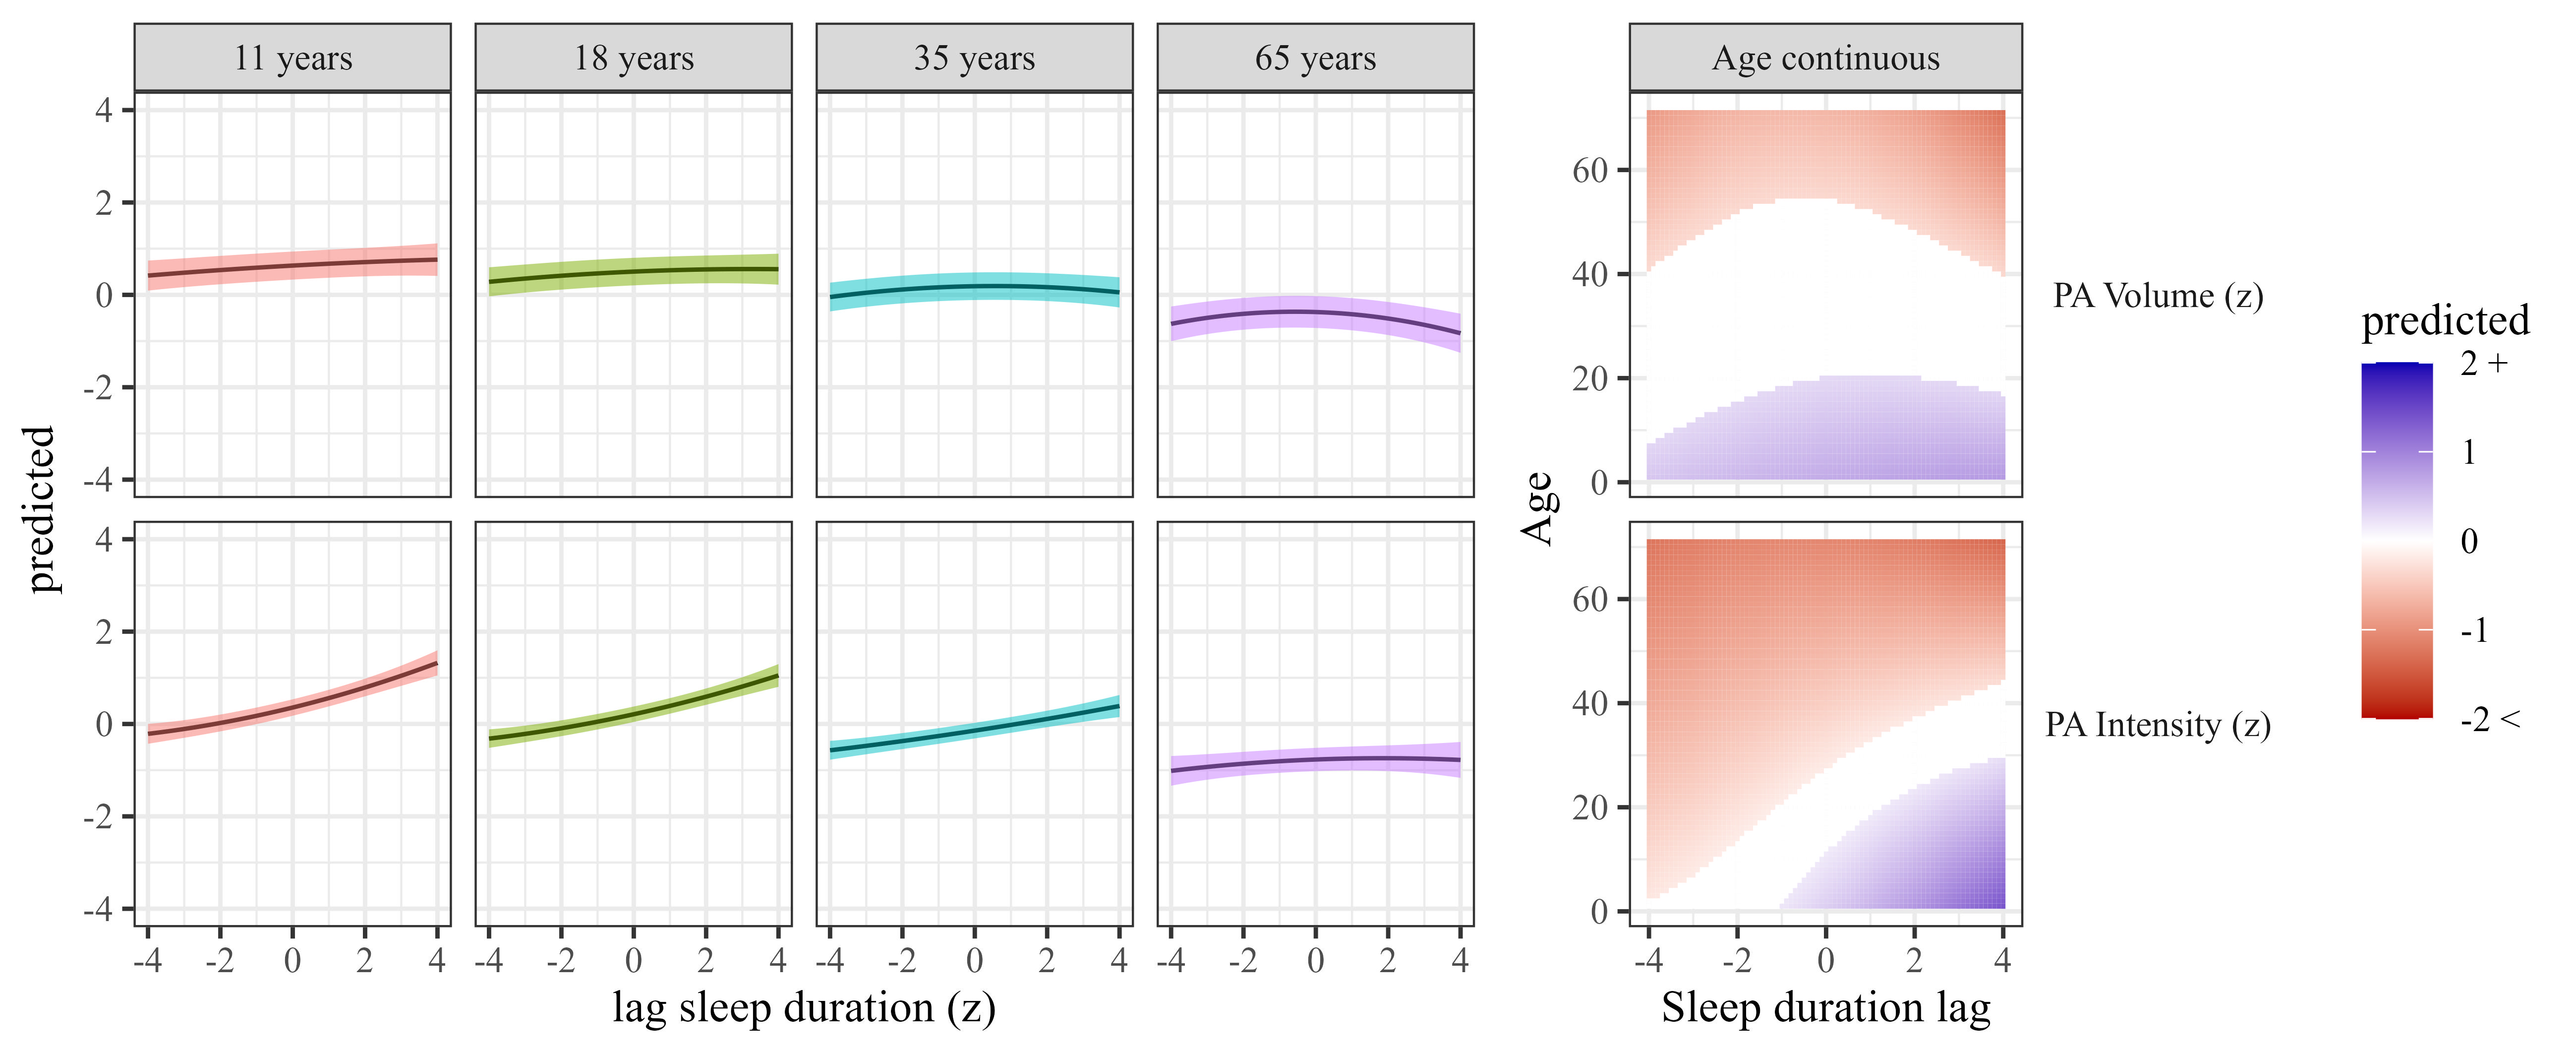 11 years
18 years
35 years
65 years
Age continuous
predicted
4
2
0
-2
-4
4
2
0
-2
-4
-4 -2 0 2 4
-4 -2 0 2 4
-4 -2 0 2 4
-4 -2 0 2 4
lag sleep duration (z)
Age
60
40
20
0
60
40
20
0
-4 -2 0 2 4
Sleep duration lag
PA Volume (z)
PA Intensity (z)
predicted
2 +
1
0
-1
-2 <